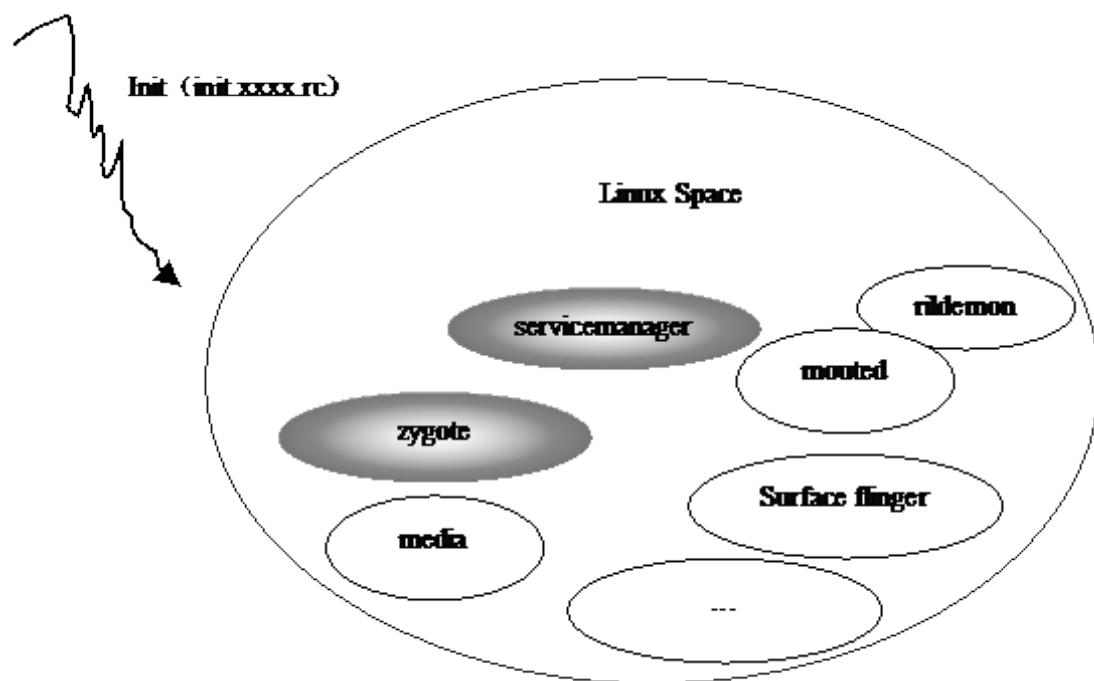 Init (init xxxx rc)
Linux Space
rildemon
servicemanager
mouted
zygote
Surface flinger
media
---